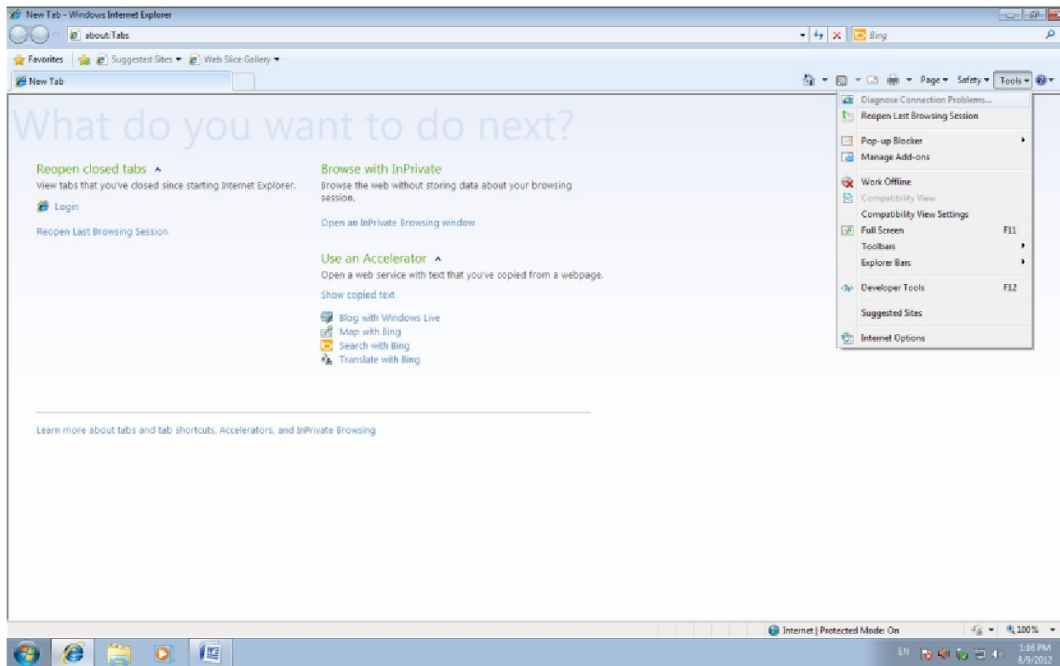 New Tab - Windows Internet Explorer
about:Tabs
Bing
Favorites
Suggested Sites
Web Slice Gallery
New Tab
Page
Safety
Tools
What do you want to do next?
Reopen closed tabs
View tabs that you've closed since starting Internet Explorer.
Login
Reopen Last Browsing Session
Browse with InPrivate
Browse the web without storing data about your browsing
session.
Open an InPrivate Browsing window
Use an Accelerator
Open a web service with text that you've copied from a webpage.
Show copied text
Blog with Windows Live
Map with Bing
Search with Bing
Translate with Bing
Learn more about tabs and tab shortcuts, Accelerators, and InPrivate Browsing
Diagnose Connection Problems...
Reopen Last Browsing Session
Pop-up Blocker
Manage Add-ons
Work Offline
Compatibility View
Compatibility View Settings
Full Screen F11
Toolbars
Explorer Bars
Developer Tools F12
Suggested Sites
Internet Options
Internet | Protected Mode: On
100%
EN
1:16 PM
8/9/2012